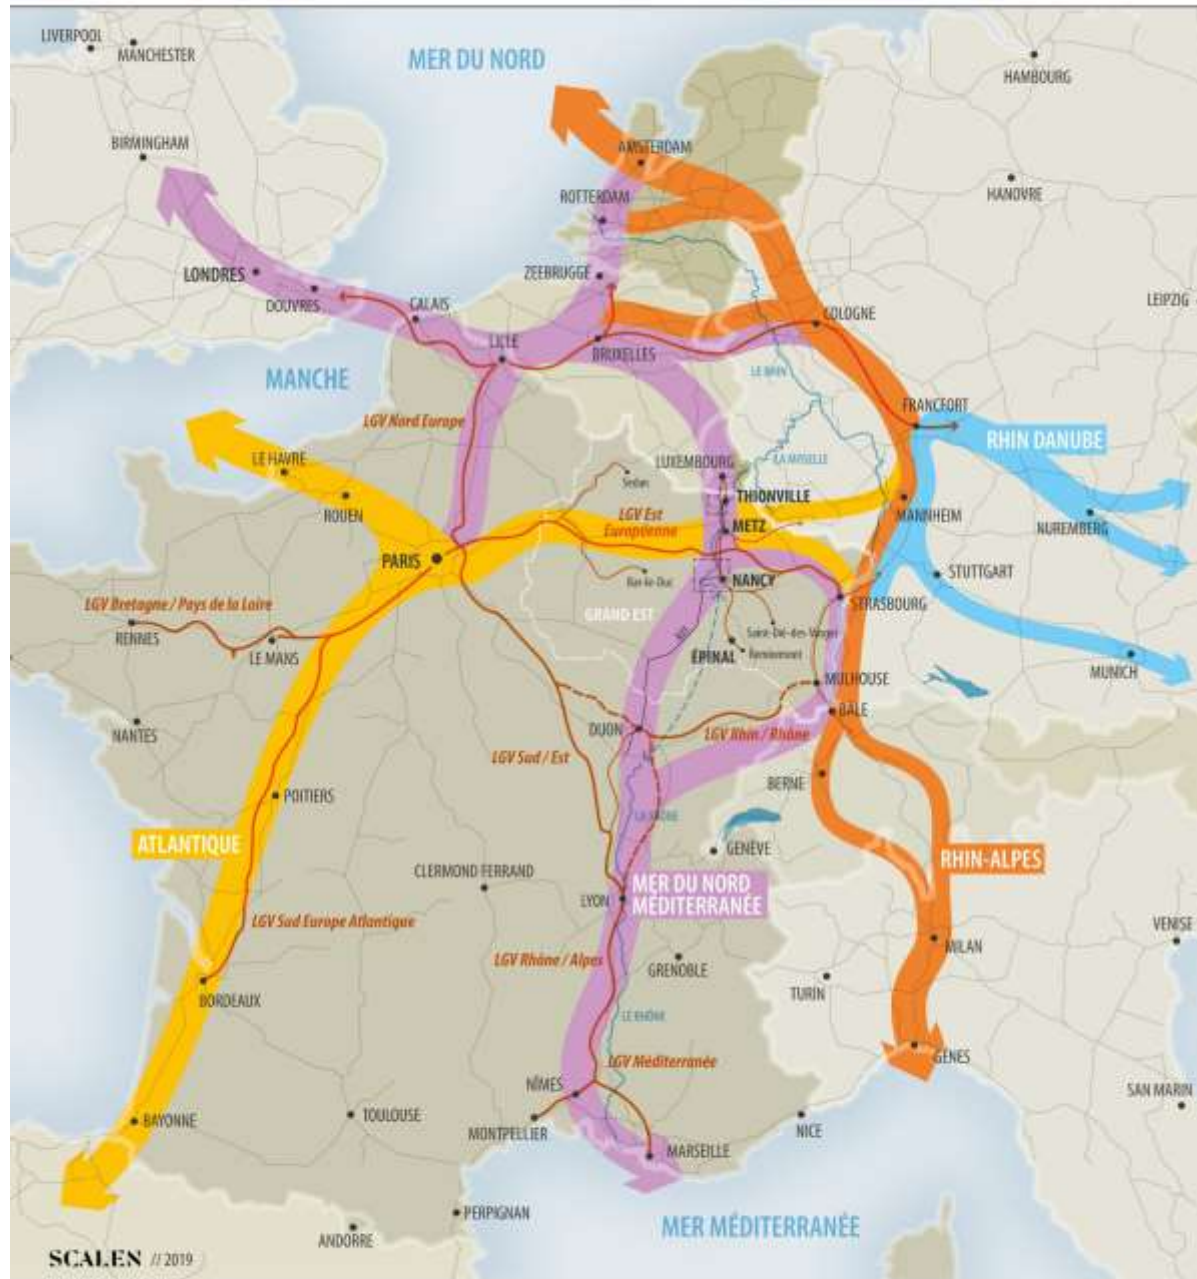 LIVERPOOL
MANCHESTER
MER DU NORD
HAMBOURG
BIRMINGHAM
AMSTERDAM
HANOVRE
ROTTERDAM
LONDRES
ZEEBRUGGE
DOUVRES
CALAIS
COLOGNE
LEIPZIG
LILLE
BRUXELLES
MANCHE
LE RHIN
LGV Nord Europe
FRANCFORT
RHIN DANUBE
LE HAVRE
LUXEMBOURG
LA MOSELLE
Sedan
THIONVILLE
ROUEN
LGV Est
Européenne
METZ
MANNHEIM
NUREMBERG
PARIS
Bar-le-Duc
NANCY
STUTTGART
LGV Bretagne / Pays de la Loire
GRAND EST
STRASBOURG
RENNES
LE MANS
Saint-Dié-des-Vosges
ÉPINAL
Remiremont
MUNICH
MULHOUSE
BALE
NANTES
DIJON
LGV Rhin / Rhône
LGV Sud / Est
BERNE
POITIERS
LA SAÔNE
ATLANTIQUE
GENÈVE
RHIN-ALPES
CLERMOND FERRAND
MER DU NORD
MÉDITERRANÉE
LYON
LGV Sud Europe Atlantique
VENISE
MILAN
LGV Rhône / Alpes
GRENOBLE
TURIN
BORDEAUX
LE RHÔNE
GÊNES
LGV Méditerranée
NÎMES
SAN MARIN
BAYONNE
TOULOUSE
MONTPELLIER
NICE
MARSEILLE
PERPIGNAN
MER MÉDITERRANÉE
ANDORRE
SCALEN // 2019